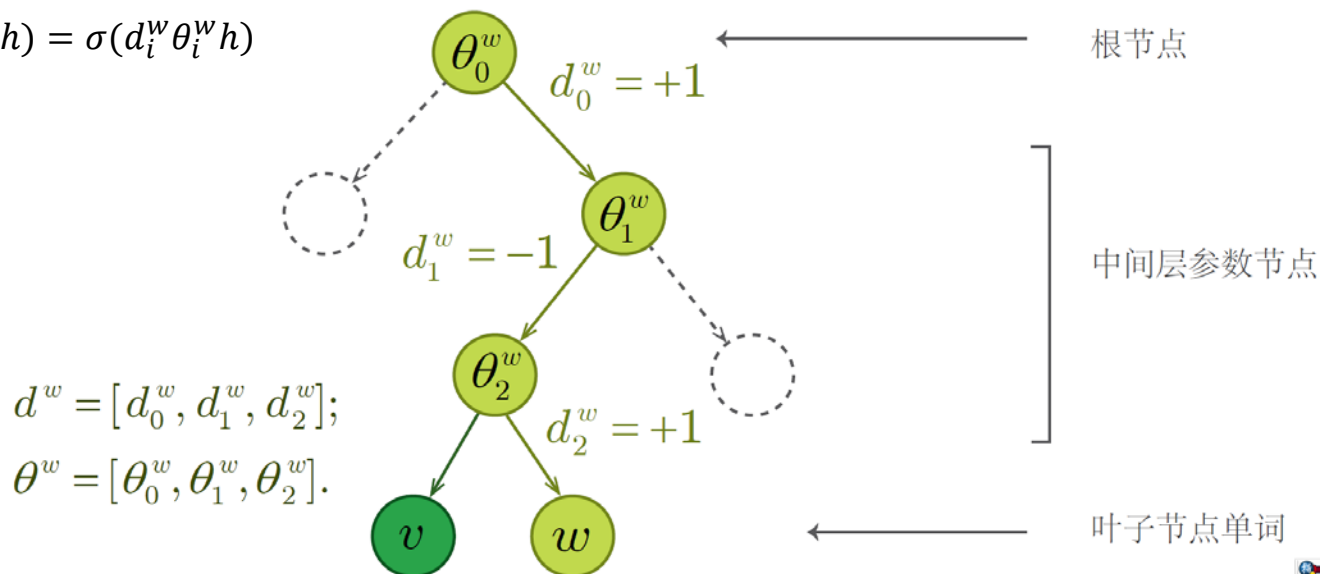 h) = σ(d_i^w θ_i^w h)
θ_0^w
根节点
d_0^w = +1
θ_1^w
d_1^w = −1
中间层参数节点
θ_2^w
d^w = [d_0^w, d_1^w, d_2^w];
d_2^w = +1
θ^w = [θ_0^w, θ_1^w, θ_2^w].
v
w
叶子节点单词